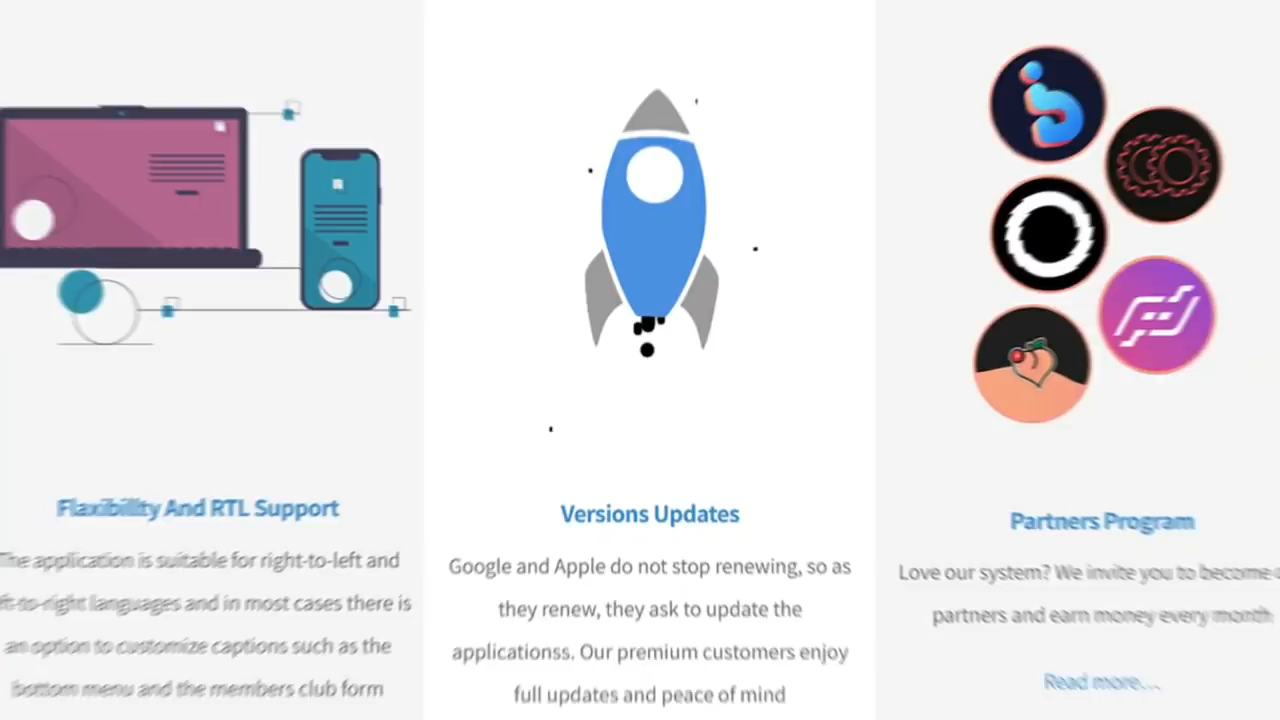 Flaxibility And RTL Support
The application is suitable for right-to-left and
ft-to-right languages and in most cases there is
an option to customize captions such as the
bottom menu and the members club form
Versions Updates
Google and Apple do not stop renewing, so as
they renew, they ask to update the
applicationss. Our premium customers enjoy
full updates and peace of mind
Partners Program
Love our system? We invite you to become o
partners and earn money every month
Read more...